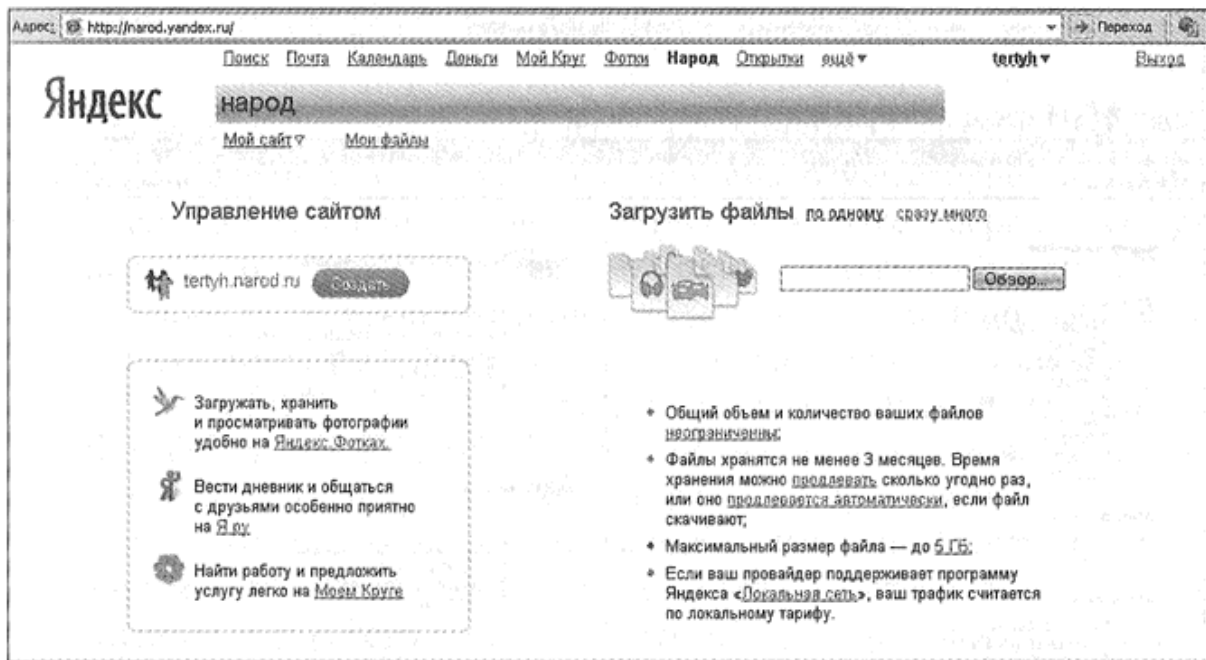 Адрес: http://narod.yandex.ru/ Переход
Поиск Почта Календарь Деньги Мой Круг Фотки Народ Открытки ещё tertyh Выход
Яндекс
народ
Мой сайт Мои файлы
Управление сайтом
tertyh.narod.ru Создать
Загружать, хранить
и просматривать фотографии
удобно на Яндекс.Фотках.
Вести дневник и общаться
с друзьями особенно приятно
на Я.ру
Найти работу и предложить
услугу легко на Моем Круге
Загрузить файлы по одному сразу много
Обзор...
Общий объем и количество ваших файлов
неограниченны;
Файлы хранятся не менее 3 месяцев. Время
хранения можно продлевать сколько угодно раз,
или оно продлевается автоматически, если файл
скачивают;
Максимальный размер файла — до 5 ГБ;
Если ваш провайдер поддерживает программу
Яндекса «Локальная сеть», ваш трафик считается
по локальному тарифу.